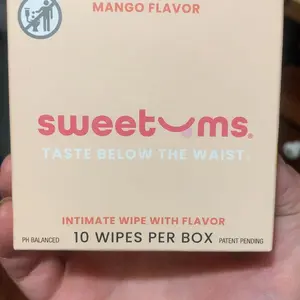 MANGO FLAVOR
sweetums®
TASTE BELOW THE WAIST.
INTIMATE WIPE WITH FLAVOR
PH BALANCED 10 WIPES PER BOX PATENT PENDING